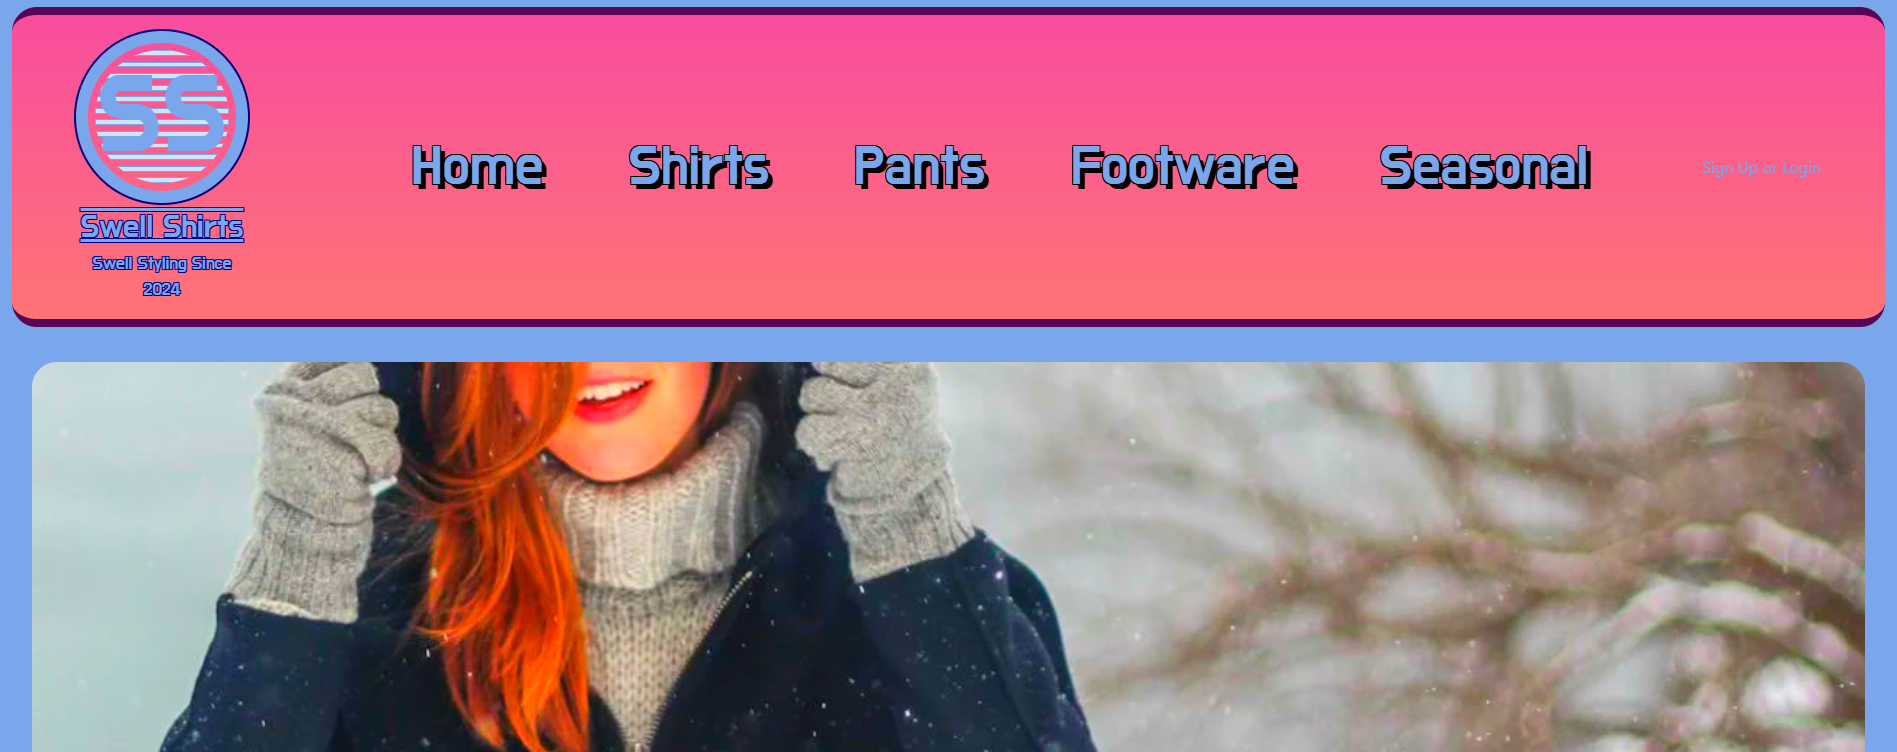 SS
Swell Shirts
Swell Styling Since
2024
Home Shirts Pants Footware Seasonal Sign Up or Login